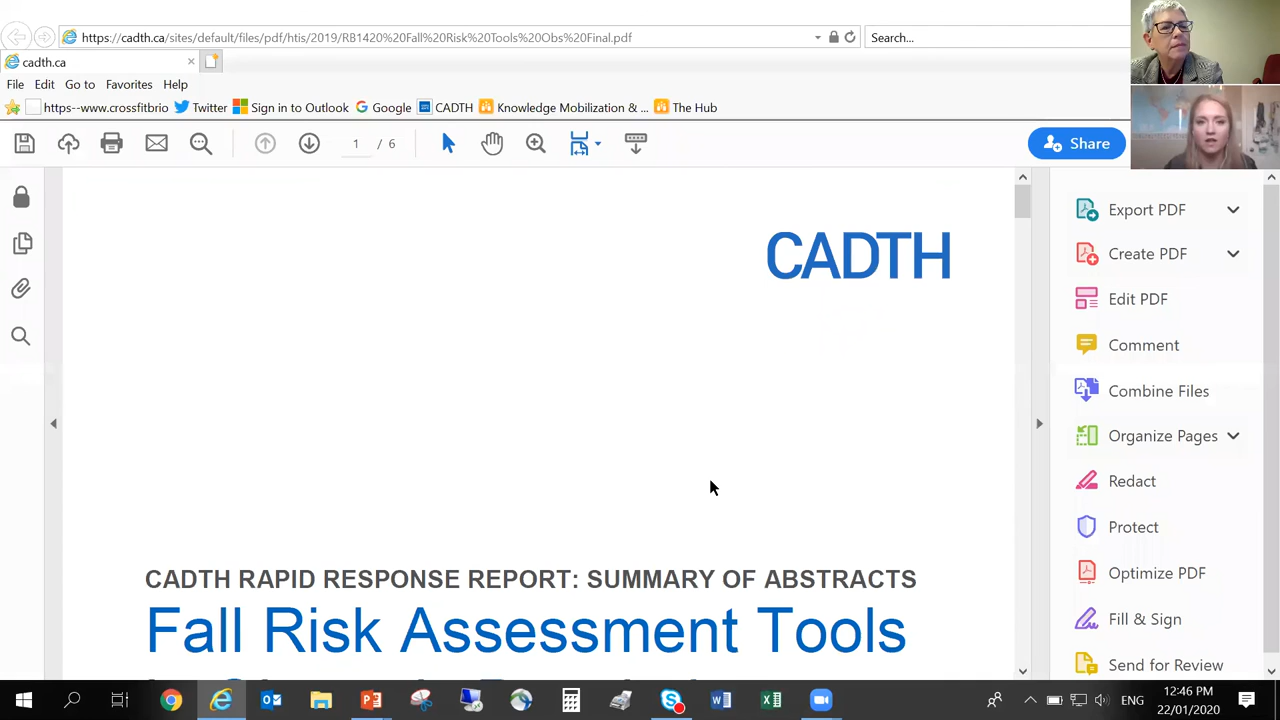 https://cadth.ca/sites/default/files/pdf/htis/2019/RB1420%20Fall%20Risk%20Tools%20Obs%20Final.pdf
Search...
cadth.ca
File Edit Go to Favorites Help
https--www.crossfitbrio Twitter Sign in to Outlook Google CADTH Knowledge Mobilization & ... The Hub
1 / 6
Share
CADTH
CADTH RAPID RESPONSE REPORT: SUMMARY OF ABSTRACTS
Fall Risk Assessment Tools
Export PDF
Create PDF
Edit PDF
Comment
Combine Files
Organize Pages
Redact
Protect
Optimize PDF
Fill & Sign
Send for Review
ENG
12:46 PM
22/01/2020